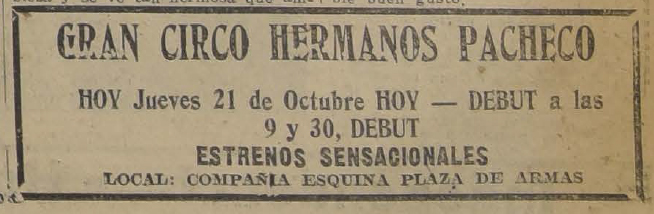 GRAN CIRCO HERMANOS PACHECO
HOY Jueves 21 de Octubre HOY — DEBUT a las
9 y 30, DEBUT
ESTRENOS SENSACIONALES
LOCAL: COMPAÑIA ESQUINA PLAZA DE ARMAS